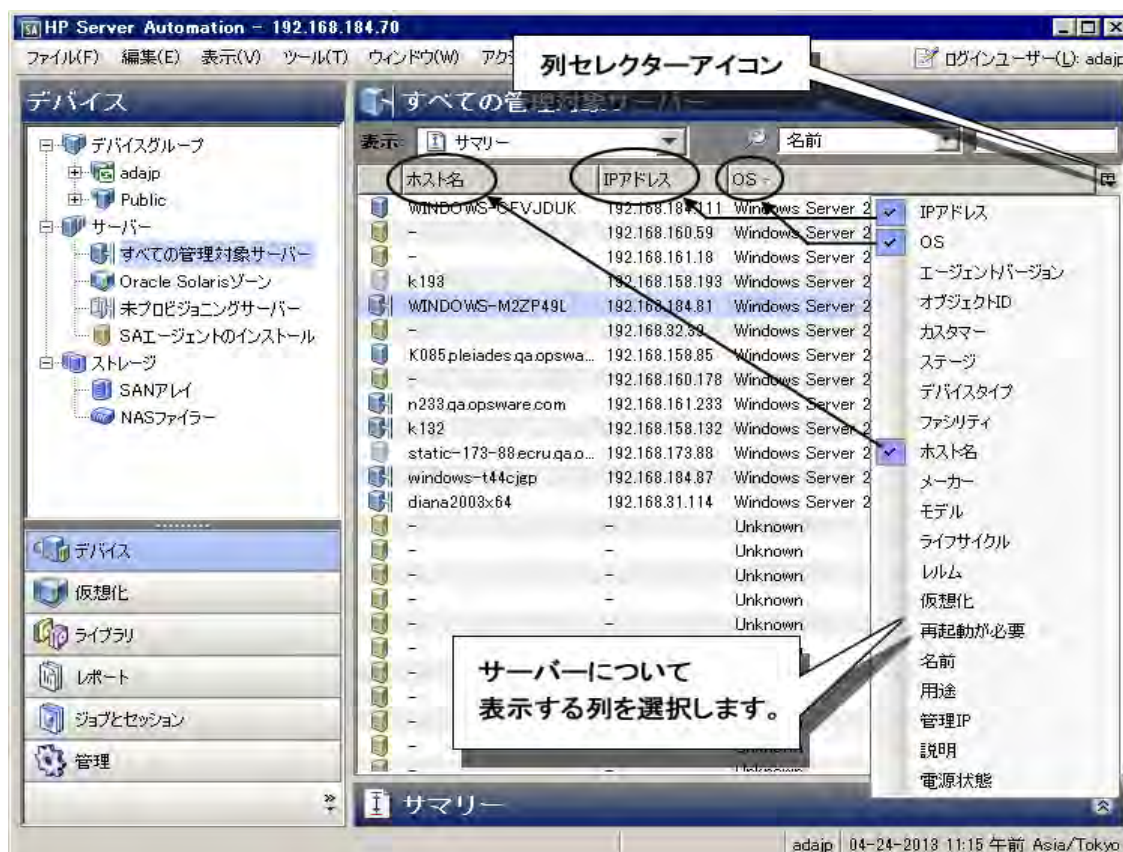 HP Server Automation - 192.168.184.70
ファイル(F) 編集(E) 表示(V) ツール(T) ウィンドウ(W)
ログインユーザー(L): adajp
列セレクターアイコン
デバイス
デバイスグループ
adajp
Public
サーバー
すべての管理対象サーバー
Oracle Solarisゾーン
未プロビジョニングサーバー
SAエージェントのインストール
ストレージ
SANアレイ
NASファイラー
デバイス
仮想化
ライブラリ
レポート
ジョブとセッション
管理
すべての管理対象サーバー
表示: サマリー 名前
ホスト名 IPアドレス OS
192.168.184.111 Windows Server 2
- 192.168.160.59 Windows Server 2
- 192.168.161.18 Windows Server 2
k193 192.168.158.193 Windows Server 2
WINDOWS-M2ZP49L 192.168.184.81 Windows Server 2
- 192.168.32.39 Windows Server 2
K085.pleiades.qa.opswa... 192.168.158.85 Windows Server 2
- 192.168.160.178 Windows Server 2
n233.qa.opsware.com 192.168.161.233 Windows Server 2
k132 192.168.158.132 Windows Server 2
static-173-88.ecru.qa.o... 192.168.173.88 Windows Server 2
windows-t44cjgp 192.168.184.87 Windows Server 2
diana2003x64 192.168.31.114 Windows Server 2
- - Unknown
- - Unknown
- - Unknown
- - Unknown
- - Unknown
IPアドレス
OS
エージェントバージョン
オブジェクトID
カスタマー
ステージ
デバイスタイプ
ファシリティ
ホスト名
メーカー
モデル
ライフサイクル
レルム
仮想化
再起動が必要
名前
用途
管理IP
説明
電源状態
サーバーについて
表示する列を選択します。
サマリー
adajp 04-24-2013 11:15 午前 Asia/Tokyo